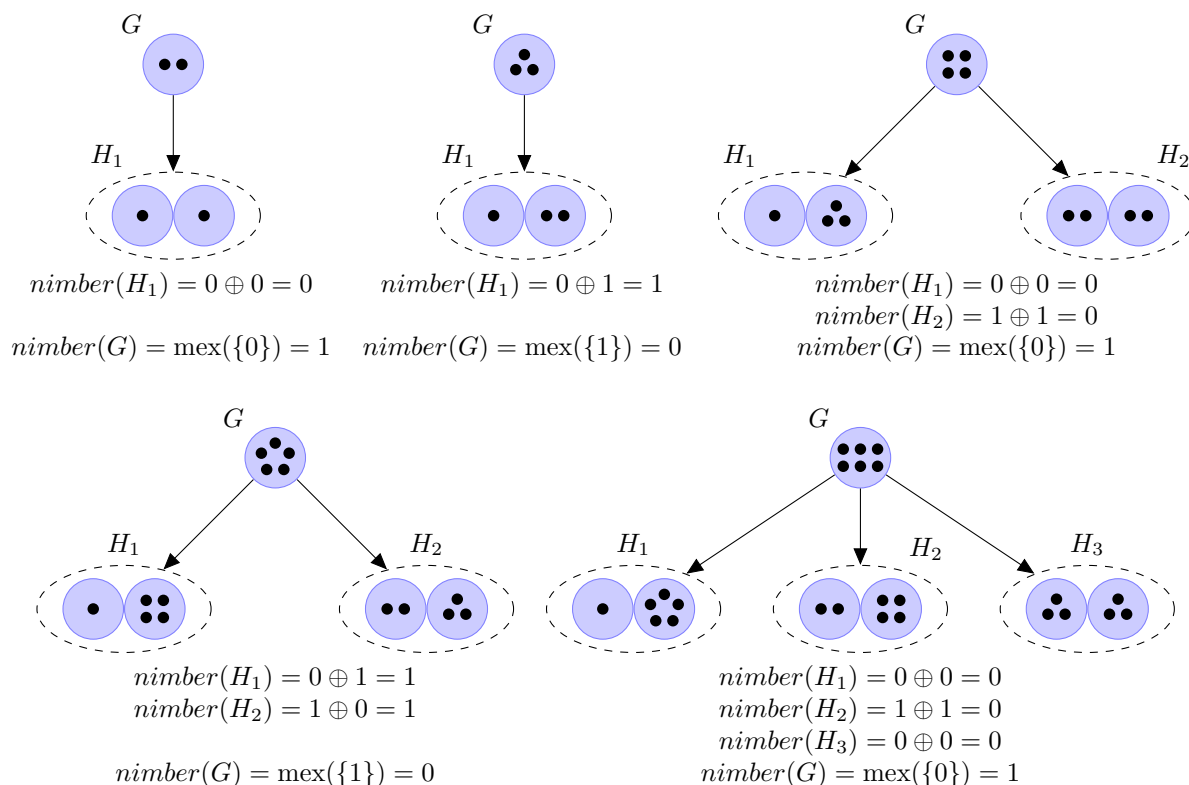 G
H₁
nimber(H₁) = 0 ⊕ 0 = 0
nimber(G) = mex({0}) = 1
G
H₁
nimber(H₁) = 0 ⊕ 1 = 1
nimber(G) = mex({1}) = 0
G
H₁
H₂
nimber(H₁) = 0 ⊕ 0 = 0
nimber(H₂) = 1 ⊕ 1 = 0
nimber(G) = mex({0}) = 1
G
H₁
H₂
nimber(H₁) = 0 ⊕ 1 = 1
nimber(H₂) = 1 ⊕ 0 = 1
nimber(G) = mex({1}) = 0
G
H₁
H₂
H₃
nimber(H₁) = 0 ⊕ 0 = 0
nimber(H₂) = 1 ⊕ 1 = 0
nimber(H₃) = 0 ⊕ 0 = 0
nimber(G) = mex({0}) = 1